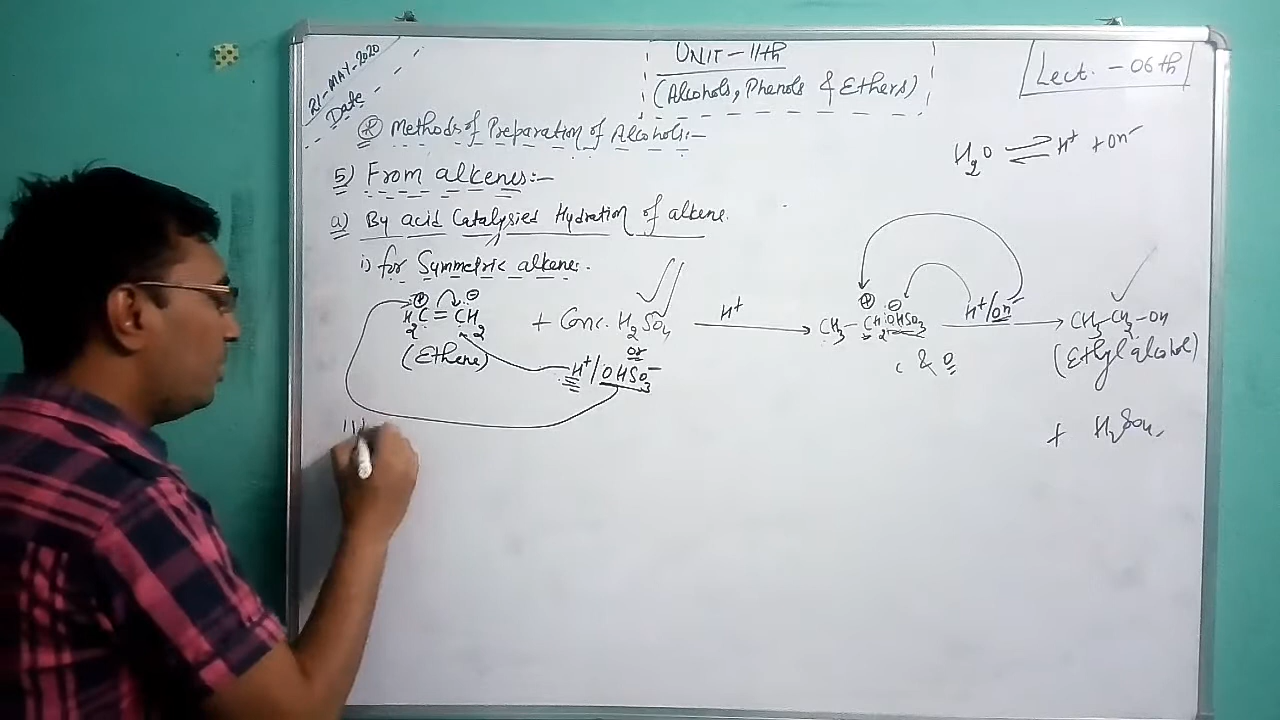 21-MAY-2020
Date
UNIT-11th
(Alcohols, Phenols & Ethers)
Lect. - 06th
⊛ Methods of Preparation of Alcohols:-
H2O ⇌ H+ + OH-
5) From alkenes:-
a) By acid Catalysied Hydration of alkene.
i) for Symmetric alkene.
⊕ ⊖
H2C = CH2 + Conc. H2SO4 H+ → CH3 - CH2 OHSO3 H+/OH → CH3-CH2-OH
or
(Ethene) H+/OHSO3- (Ethyl alcohol)
+ H2SO4